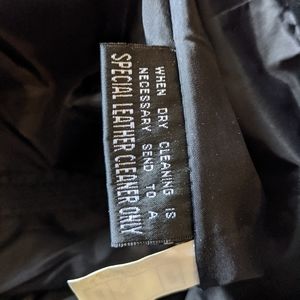 WHEN DRY CLEANING IS
NECESSARY SEND TO A
SPECIAL LEATHER CLEANER ONLY